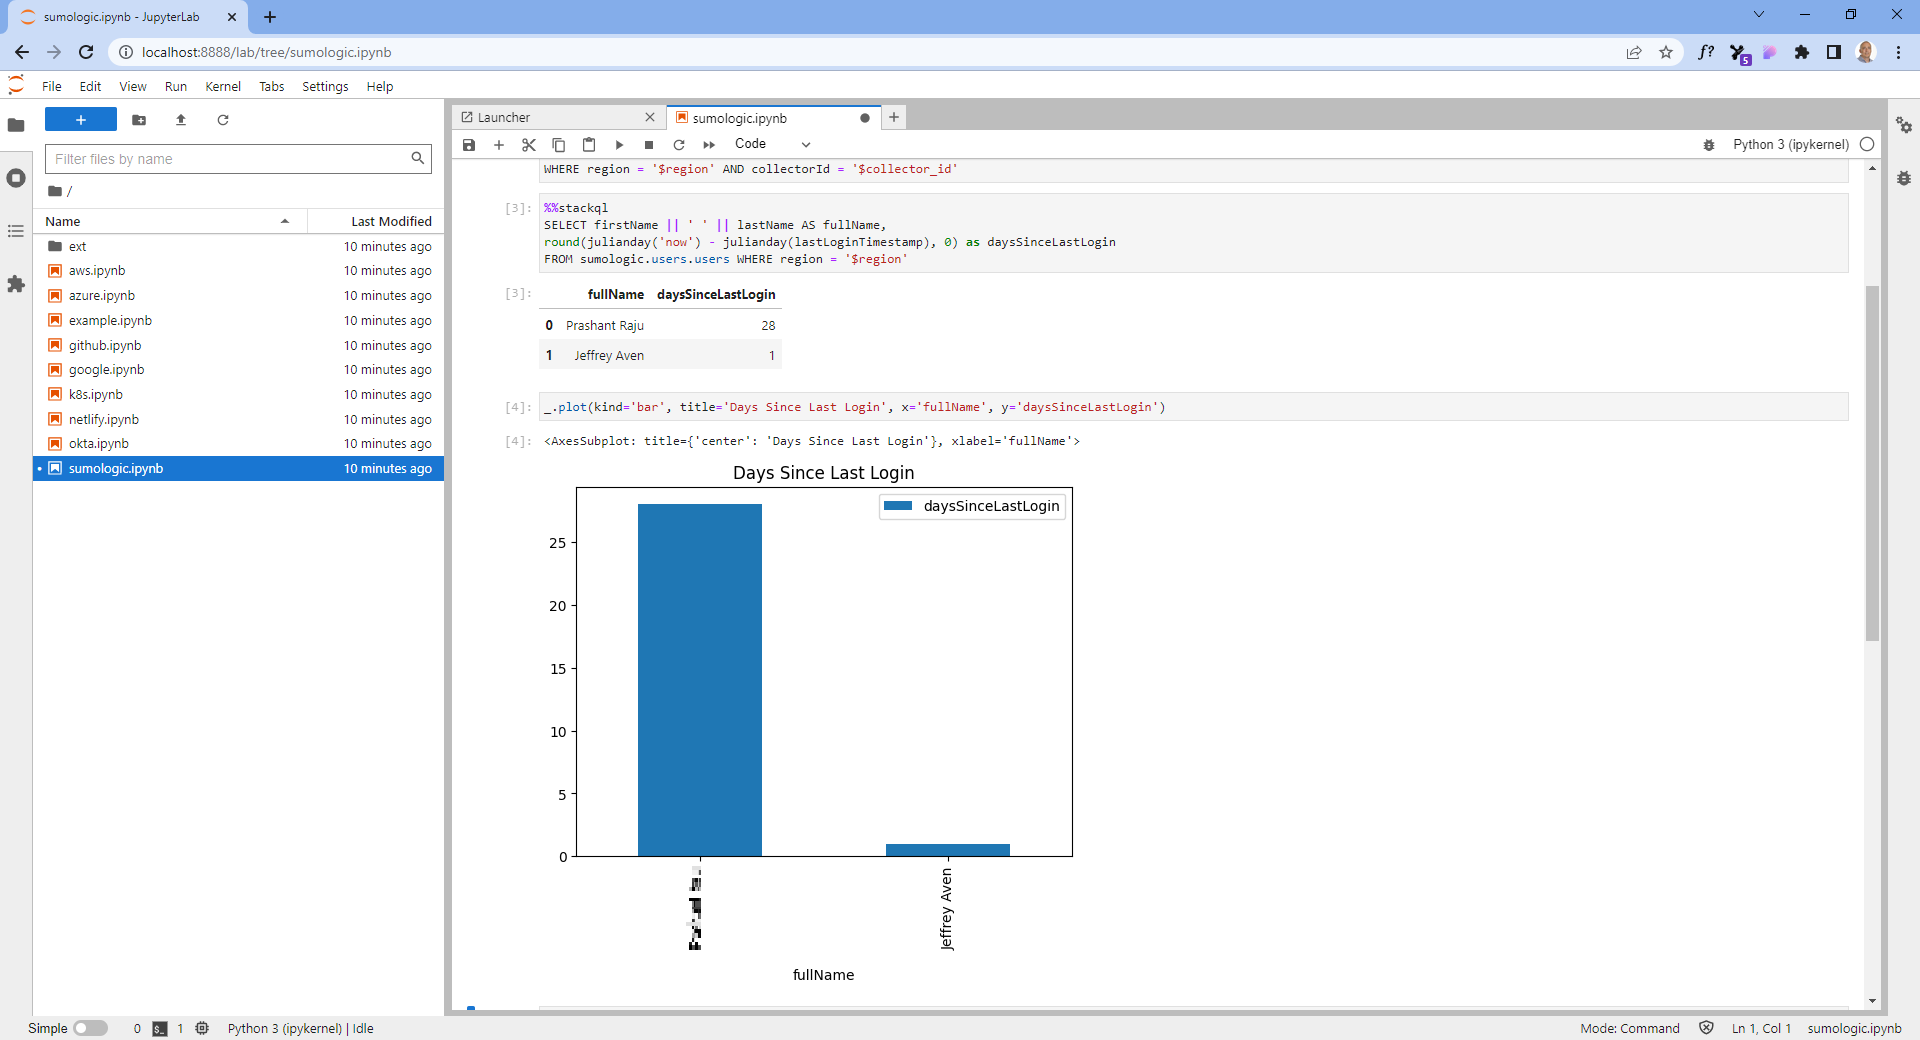 sumologic.ipynb - JupyterLab
localhost:8888/lab/tree/sumologic.ipynb
f?
5
File Edit View Run Kernel Tabs Settings Help
Launcher
sumologic.ipynb
Filter files by name
Code
Python 3 (ipykernel)
/
Name Last Modified
ext 10 minutes ago
aws.ipynb 10 minutes ago
azure.ipynb 10 minutes ago
example.ipynb 10 minutes ago
github.ipynb 10 minutes ago
google.ipynb 10 minutes ago
k8s.ipynb 10 minutes ago
netlify.ipynb 10 minutes ago
okta.ipynb 10 minutes ago
sumologic.ipynb 10 minutes ago
WHERE region = '$region' AND collectorId = '$collector_id'
[3]: %%stackql
SELECT firstName || ' ' || lastName AS fullName,
round(julianday('now') - julianday(lastLoginTimestamp), 0) as daysSinceLastLogin
FROM sumologic.users.users WHERE region = '$region'
[3]: fullName daysSinceLastLogin
0 Prashant Raju 28
1 Jeffrey Aven 1
[4]: _.plot(kind='bar', title='Days Since Last Login', x='fullName', y='daysSinceLastLogin')
[4]: <AxesSubplot: title={'center': 'Days Since Last Login'}, xlabel='fullName'>
Days Since Last Login
daysSinceLastLogin
25
20
15
10
5
0
Jeffrey Aven
fullName
Simple 0 $_ 1 Python 3 (ipykernel) | Idle
Mode: Command Ln 1, Col 1 sumologic.ipynb